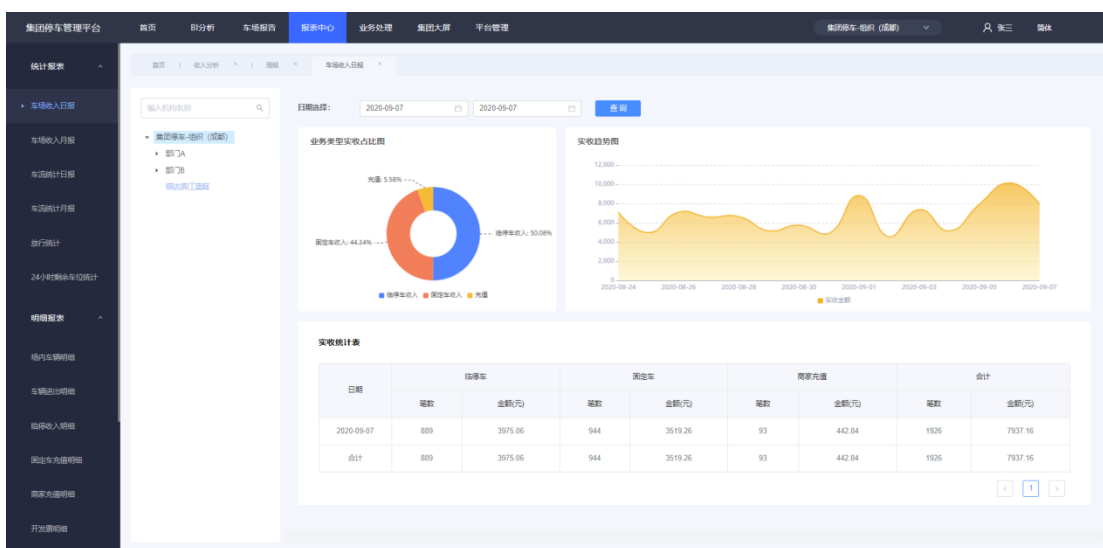 集团停车管理平台 首页 BI分析 车场报告 报表中心 业务处理 集团大屏 平台管理 集团停车-组织（成都） 张三 简体
统计报表
车场收入日报
车场收入月报
车流统计日报
车流统计月报
放行统计
24小时剩余车位统计
明细报表
场内车辆明细
车辆进出明细
临停收入明细
固定车充值明细
商家充值明细
开发票明细
首页 收入分析 × 车场收入日报 ×
输入机构名称
集团停车-组织（成都）
部门A
部门B
日期选择： 2020-09-07 2020-09-07 查询
业务类型实收占比图
充值: 5.58%
临停车收入: 50.08%
固定车收入: 44.34%
临停车收入 固定车收入 充值
实收趋势图
12,000
10,000
8,000
6,000
4,000
2,000
0
2020-08-24 2020-08-26 2020-08-28 2020-08-30 2020-09-01 2020-09-03 2020-09-05 2020-09-07
实收金额
实收统计表
日期 临停车 固定车 商家充值 合计
笔数 金额(元) 笔数 金额(元) 笔数 金额(元) 笔数 金额(元)
2020-09-07 889 3975.06 944 3519.26 93 442.84 1926 7937.16
合计 889 3975.06 944 3519.26 93 442.84 1926 7937.16
< 1 >